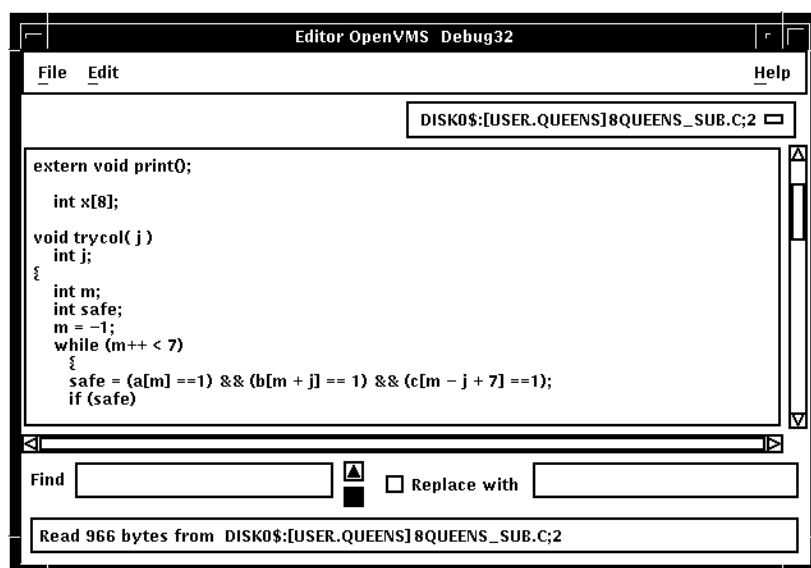 Editor OpenVMS Debug32
File Edit Help
DISK0$:[USER.QUEENS]8QUEENS_SUB.C;2
extern void print();
int x[8];
void trycol( j )
int j;
{
int m;
int safe;
m = −1;
while (m++ < 7)
{
safe = (a[m] ==1) && (b[m + j] == 1) && (c[m − j + 7] ==1);
if (safe)
Find Replace with
Read 966 bytes from DISK0$:[USER.QUEENS] 8QUEENS_SUB.C;2